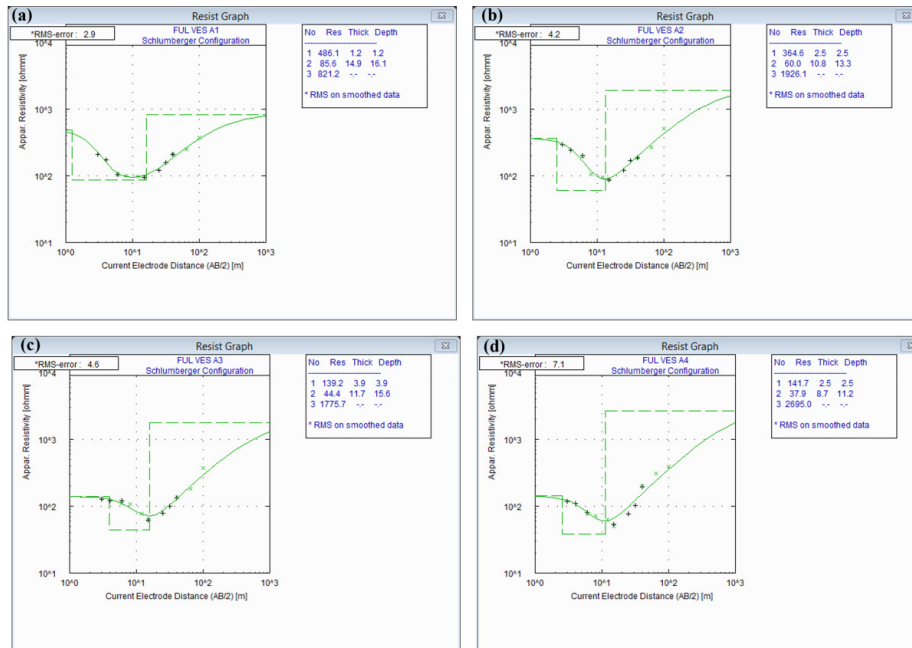 (a)
Resist Graph
*RMS-error : 2.9
FUL VES A1
Schlumberger Configuration
10^4
10^3
10^2
10^1
Appar. Resistivity [ohmm]
10^0 10^1 10^2 10^3
Current Electrode Distance (AB/2) [m]
No Res Thick Depth
1 486.1 1.2 1.2
2 85.6 14.9 16.1
3 821.2 -.- -.-
* RMS on smoothed data
(b)
Resist Graph
*RMS-error : 4.2
FUL VES A2
Schlumberger Configuration
10^4
10^3
10^2
10^1
Appar. Resistivity [ohmm]
10^0 10^1 10^2 10^3
Current Electrode Distance (AB/2) [m]
No Res Thick Depth
1 364.6 2.5 2.5
2 60.0 10.8 13.3
3 1926.1 -.- -.-
* RMS on smoothed data
(c)
Resist Graph
*RMS-error : 4.6
FUL VES A3
Schlumberger Configuration
10^4
10^3
10^2
10^1
Appar. Resistivity [ohmm]
10^0 10^1 10^2 10^3
Current Electrode Distance (AB/2) [m]
No Res Thick Depth
1 139.2 3.9 3.9
2 44.4 11.7 15.6
3 1775.7 -.- -.-
* RMS on smoothed data
(d)
Resist Graph
*RMS-error : 7.1
FUL VES A4
Schlumberger Configuration
10^4
10^3
10^2
10^1
Appar. Resistivity [ohmm]
10^0 10^1 10^2 10^3
Current Electrode Distance (AB/2) [m]
No Res Thick Depth
1 141.7 2.5 2.5
2 37.9 8.7 11.2
3 2695.0 -.- -.-
* RMS on smoothed data